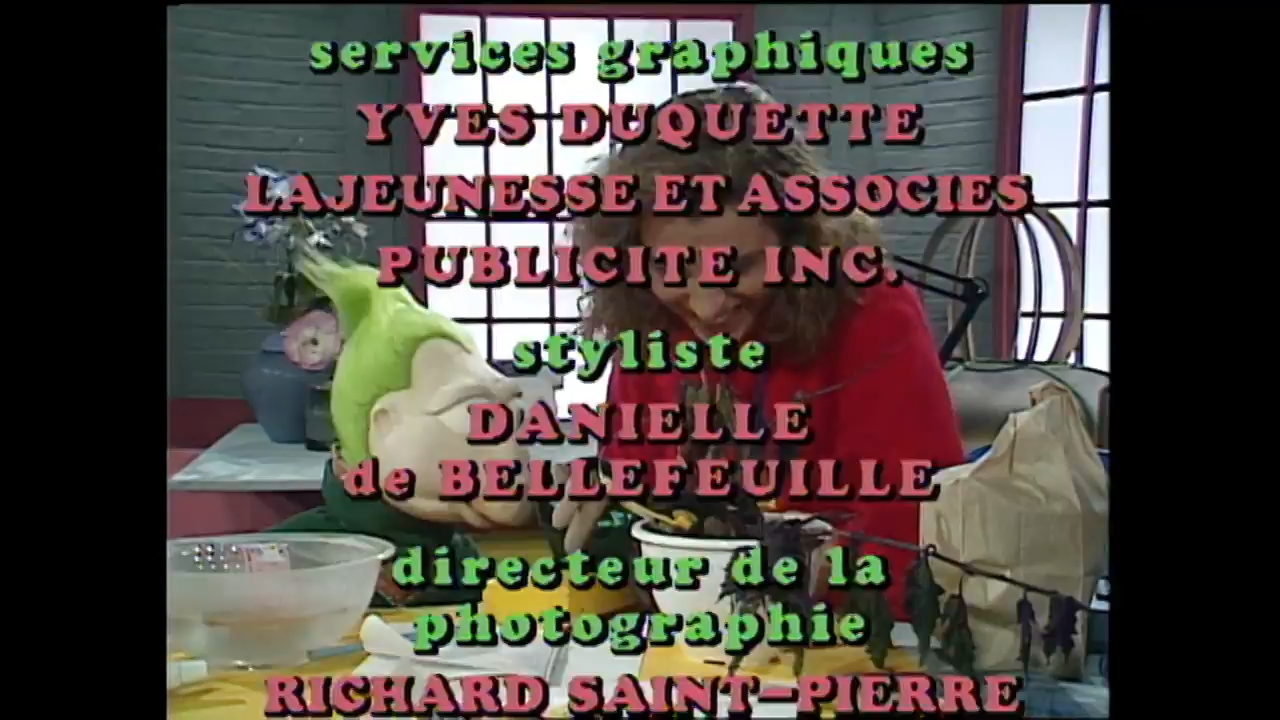 services graphiques
YVES DUQUETTE
LAJEUNESSE ET ASSOCIES
PUBLICITE INC.
styliste
DANIELLE
de BELLEFEUILLE
directeur de la
photographie
RICHARD SAINT-PIERRE